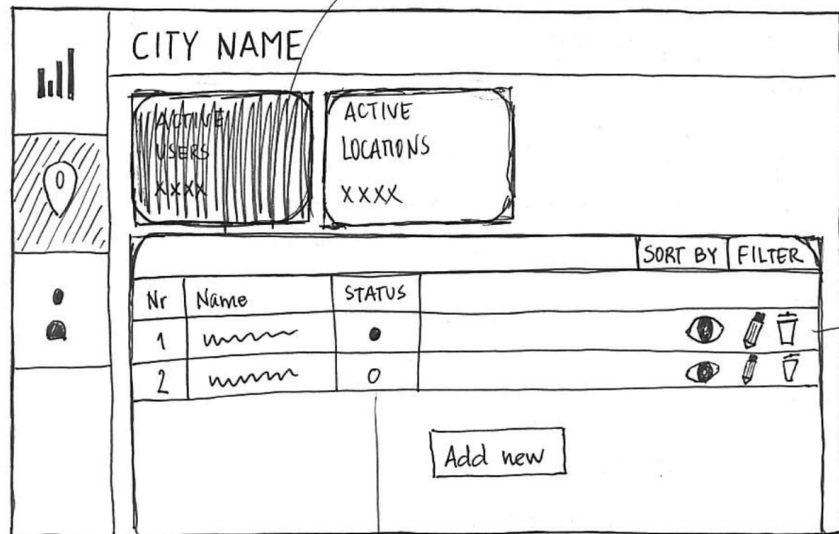 CITY NAME
ACTIVE
USERS
XXXX
ACTIVE
LOCATIONS
XXXX
SORT BY FILTER
Nr Name STATUS
1
2
Add new